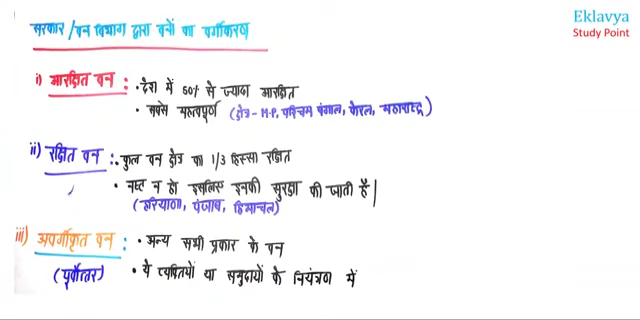 Eklavya
Study Point
सरकार / वन विभाग द्वारा वनों का वर्गीकरण
i) आरक्षित वन : • देश में 50% से ज्यादा आरक्षित
• सबसे महत्वपूर्ण (क्षेत्र - M.P, पश्चिम बंगाल, केरल, महाराष्ट्र)
ii) रक्षित वन : • कुल वन क्षेत्र का 1/3 हिस्सा रक्षित
• नष्ट न हो इसलिए इनकी सुरक्षा की जाती है|
(हरियाणा, पंजाब, हिमाचल)
iii) अवर्गीकृत वन : • अन्य सभी प्रकार के वन
(पूर्वोत्तर) • ये व्यक्तियों या समुदायों के नियंत्रण में